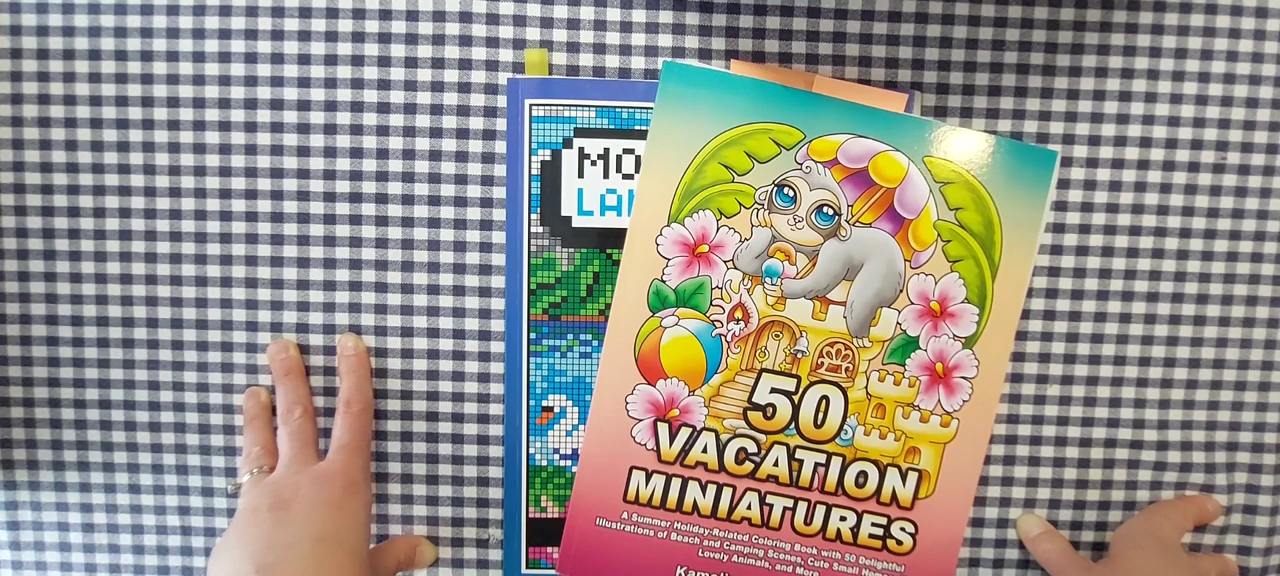 MO
LA
50
VACATION
MINIATURES
A Summer Holiday-Related Coloring Book with 50 Delightful
Illustrations of Beach and Camping Scenes, Cute Small
Lovely Animals, and More